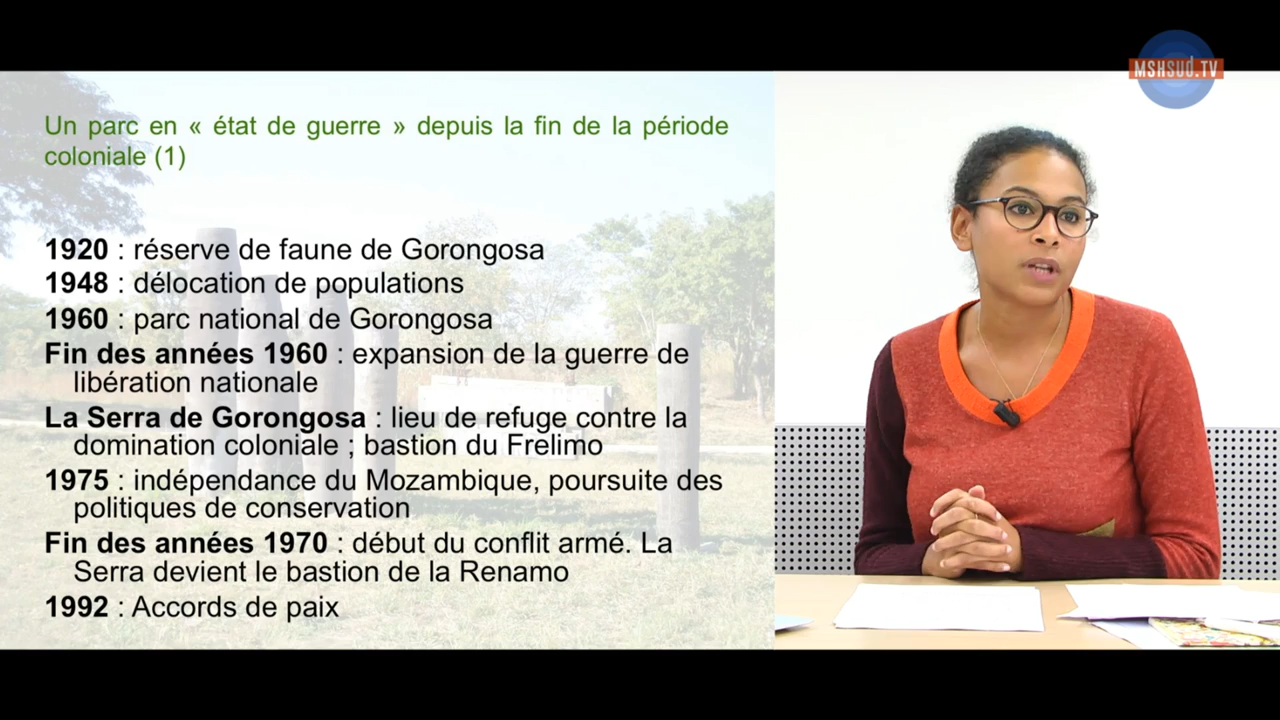 MSHSUD.TV
Un parc en « état de guerre » depuis la fin de la période
coloniale (1)
1920 : réserve de faune de Gorongosa
1948 : délocation de populations
1960 : parc national de Gorongosa
Fin des années 1960 : expansion de la guerre de
libération nationale
La Serra de Gorongosa : lieu de refuge contre la
domination coloniale ; bastion du Frelimo
1975 : indépendance du Mozambique, poursuite des
politiques de conservation
Fin des années 1970 : début du conflit armé. La
Serra devient le bastion de la Renamo
1992 : Accords de paix